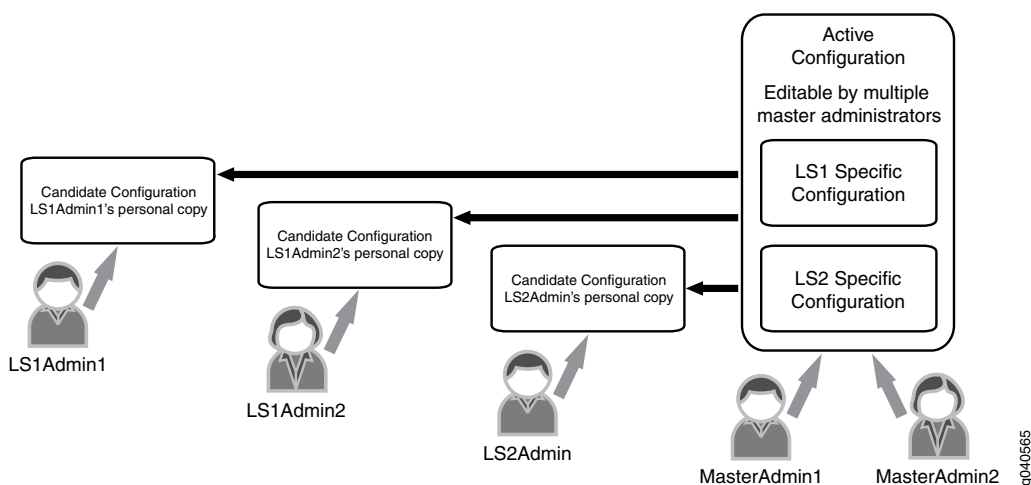 Active
Configuration
Editable by multiple
master administrators
LS1 Specific
Configuration
Candidate Configuration
LS1Admin1's personal copy
Candidate Configuration
LS1Admin2's personal copy
Candidate Configuration
LS2Admin's personal copy
LS2 Specific
Configuration
LS1Admin1
LS1Admin2
LS2Admin
MasterAdmin1
MasterAdmin2
g040565